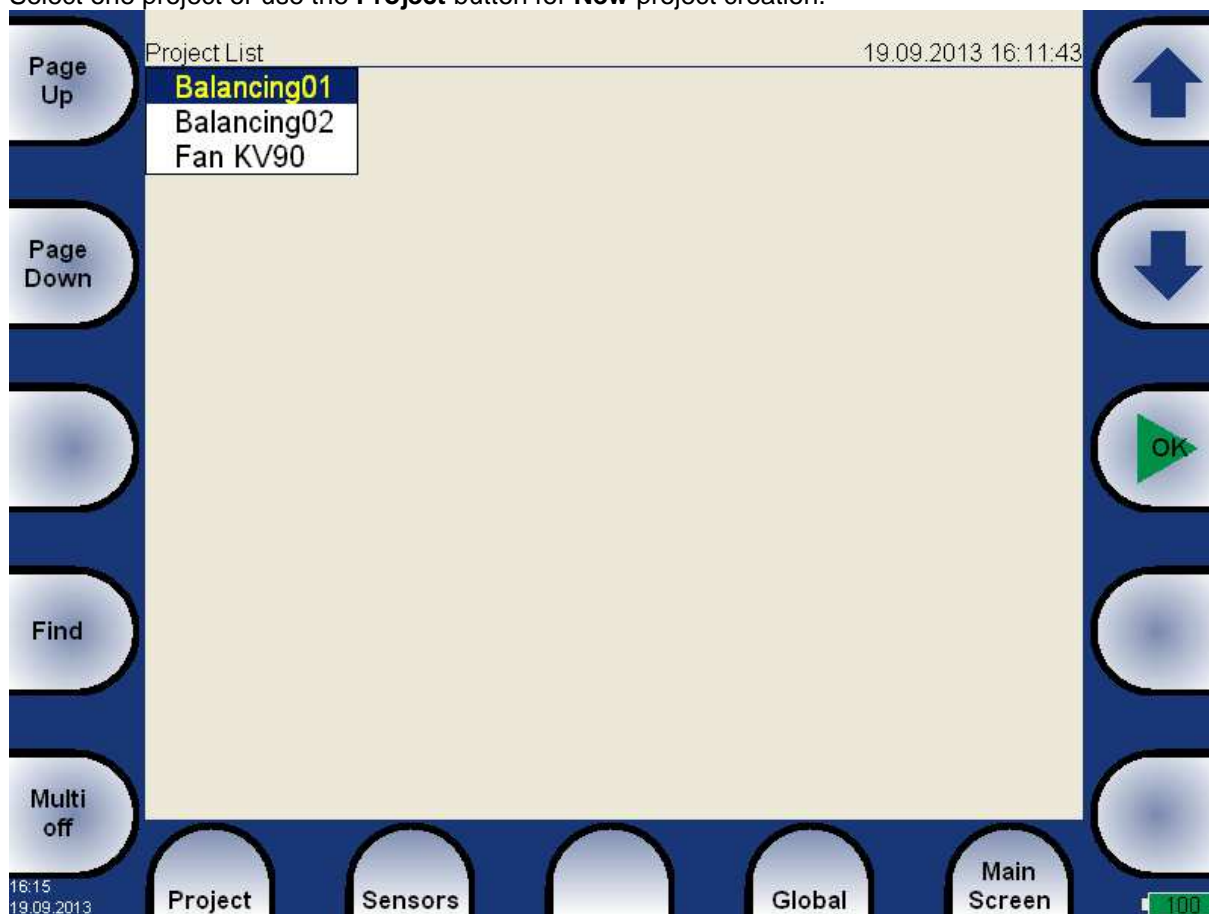 Select one project or use the Project button for New project creation.
Project List 19.09.2013 16:11:43
Balancing01
Balancing02
Fan KV90
Page
Up
Page
Down
Find
Multi
off
OK
16:15
19.09.2013
Project
Sensors
Global
Main
Screen
100